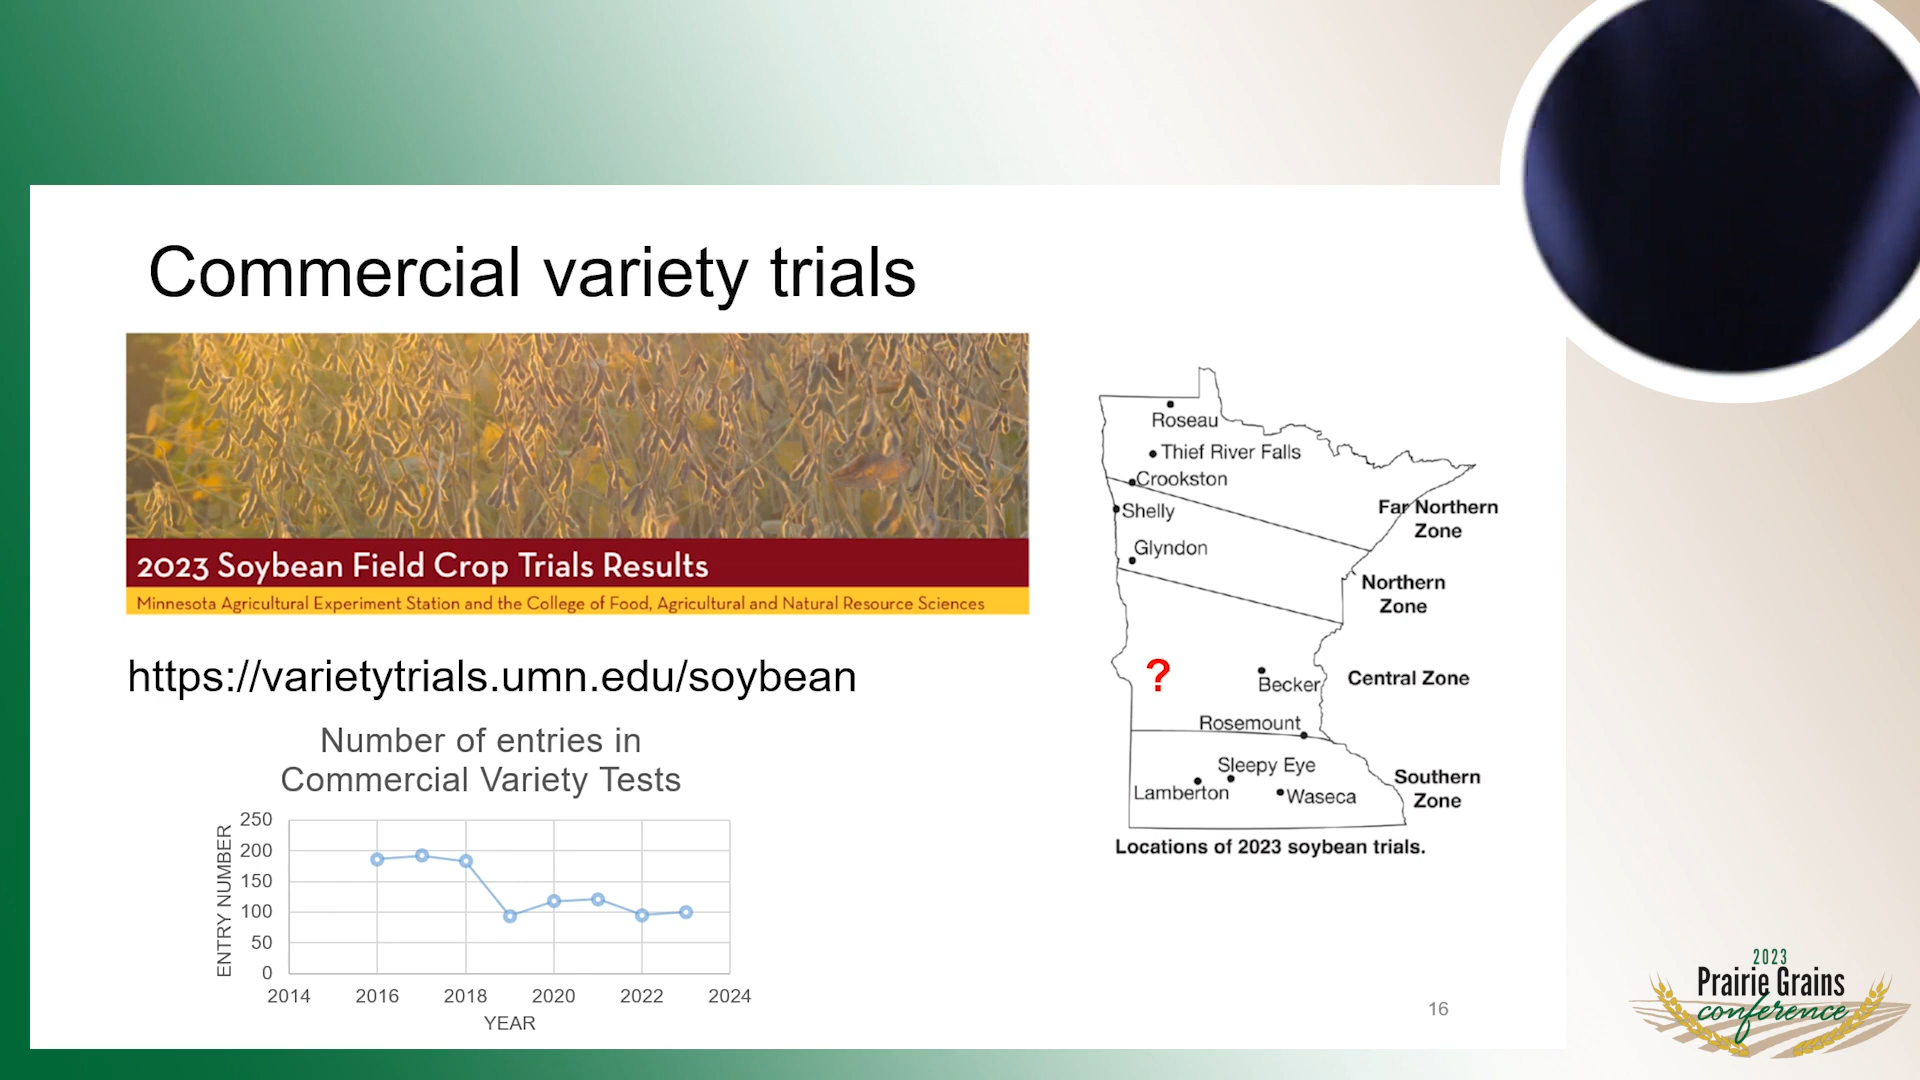 Commercial variety trials
2023 Soybean Field Crop Trials Results
Minnesota Agricultural Experiment Station and the College of Food, Agricultural and Natural Resource Sciences
https://varietytrials.umn.edu/soybean
Number of entries in
Commercial Variety Tests
ENTRY NUMBER
250
200
150
100
50
0
2014 2016 2018 2020 2022 2024
YEAR
Roseau
Thief River Falls
Crookston
Shelly
Far Northern
Zone
Glyndon
Northern
Zone
?
Becker
Central Zone
Rosemount
Sleepy Eye
Lamberton
Waseca
Southern
Zone
Locations of 2023 soybean trials.
16
2023
Prairie Grains
conference